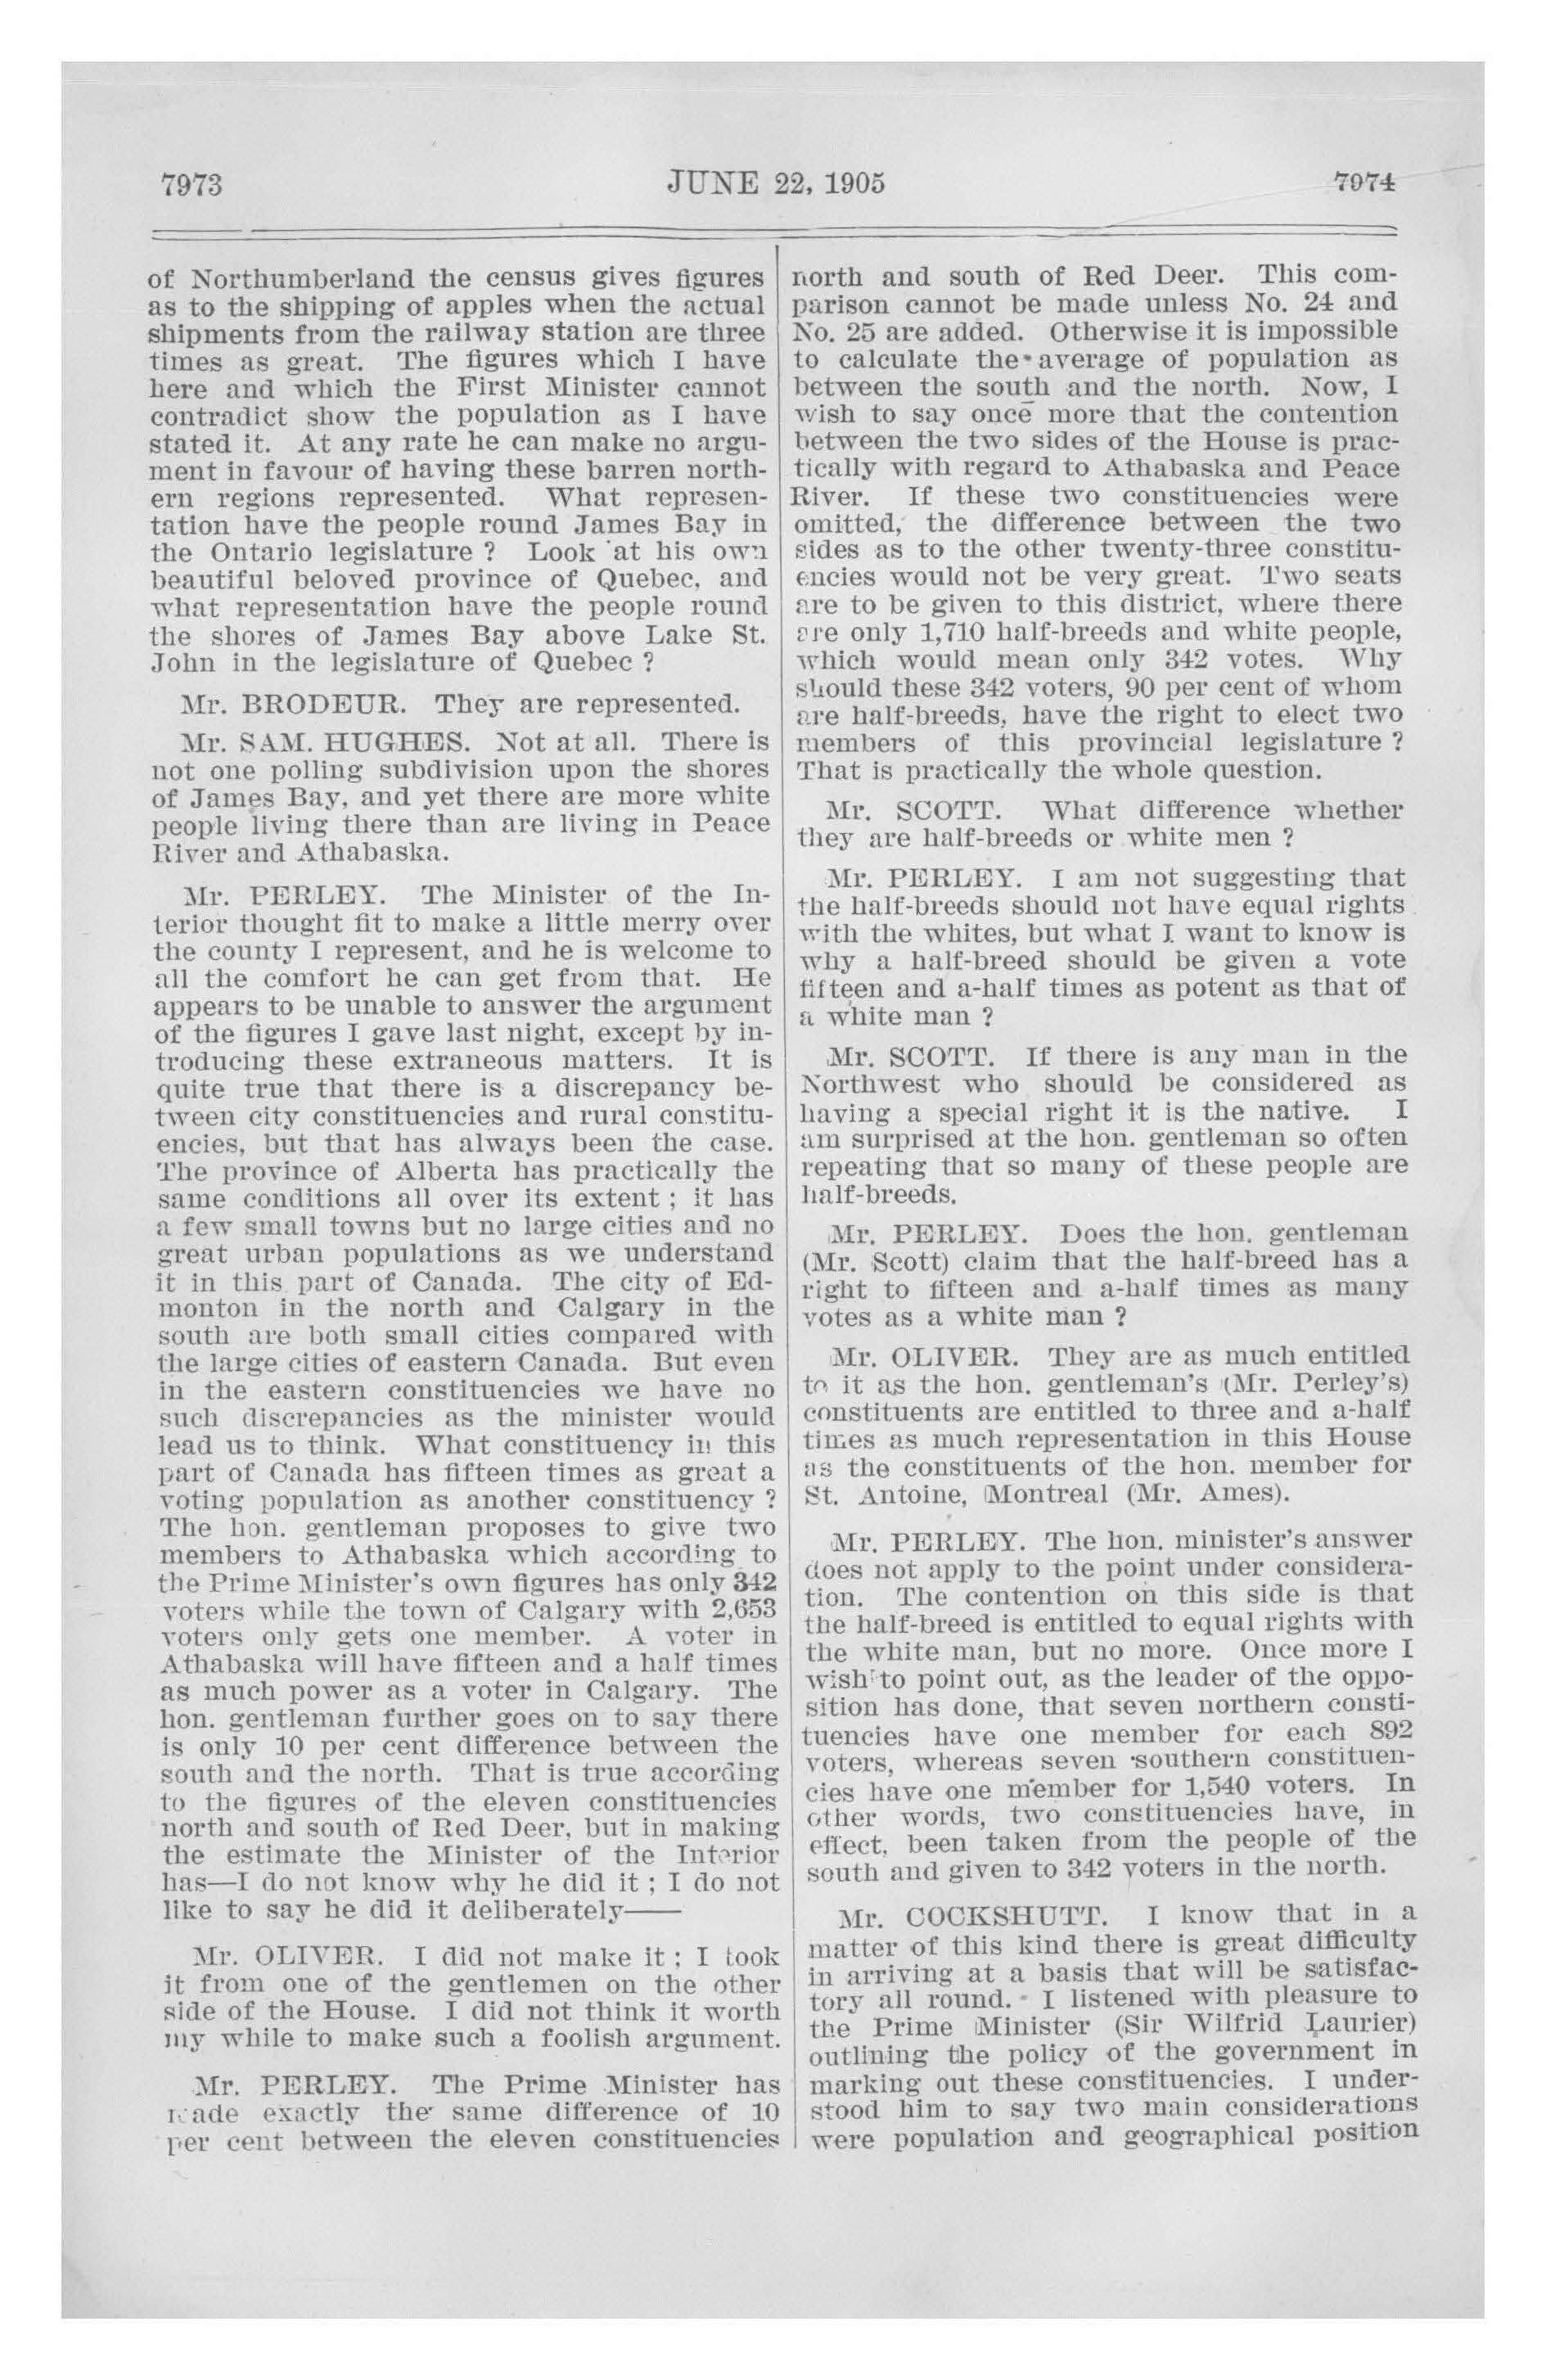 7973
JUNE 22, 1905
7974
of Northumberland the census gives figures
as to the shipping of apples when the actual
shipments from the railway station are three
times as great. The figures which I have
here and which the First Minister cannot
contradict show the population as I have
stated it. At any rate he can make no argu-
ment in favour of having these barren north-
ern regions represented. What represen-
tation have the people round James Bay in
the Ontario legislature ? Look at his own
beautiful beloved province of Quebec, and
what representation have the people round
the shores of James Bay above Lake St.
John in the legislature of Quebec ?
Mr. BRODEUR. They are represented.
Mr. SAM. HUGHES. Not at all. There is
not one polling subdivision upon the shores
of James Bay, and yet there are more white
people living there than are living in Peace
River and Athabaska.
Mr. PERLEY. The Minister of the In-
terior thought fit to make a little merry over
the county I represent, and he is welcome to
all the comfort he can get from that. He
appears to be unable to answer the argument
of the figures I gave last night, except by in-
troducing these extraneous matters. It is
quite true that there is a discrepancy be-
tween city constituencies and rural constitu-
encies, but that has always been the case.
The province of Alberta has practically the
same conditions all over its extent ; it has
a few small towns but no large cities and no
great urban populations as we understand
it in this part of Canada. The city of Ed-
monton in the north and Calgary in the
south are both small cities compared with
the large cities of eastern Canada. But even
in the eastern constituencies we have no
such discrepancies as the minister would
lead us to think. What constituency in this
part of Canada has fifteen times as great a
voting population as another constituency ?
The hon. gentleman proposes to give two
members to Athabaska which according to
the Prime Minister's own figures has only 342
voters while the town of Calgary with 2,653
voters only gets one member. A voter in
Athabaska will have fifteen and a half times
as much power as a voter in Calgary. The
hon. gentleman further goes on to say there
is only 10 per cent difference between the
south and the north. That is true according
to the figures of the eleven constituencies
north and south of Red Deer, but in making
the estimate the Minister of the Interior
has—I do not know why he did it ; I do not
like to say he did it deliberately——
Mr. OLIVER. I did not make it ; I took
it from one of the gentlemen on the other
side of the House. I did not think it worth
my while to make such a foolish argument.
Mr. PERLEY. The Prime Minister has
made exactly the same difference of 10
per cent between the eleven constituencies
north and south of Red Deer. This com-
parison cannot be made unless No. 24 and
No. 25 are added. Otherwise it is impossible
to calculate the average of population as
between the south and the north. Now, I
wish to say once more that the contention
between the two sides of the House is prac-
tically with regard to Athabaska and Peace
River. If these two constituencies were
omitted, the difference between the two
sides as to the other twenty-three constitu-
encies would not be very great. Two seats
are to be given to this district, where there
are only 1,710 half-breeds and white people,
which would mean only 342 votes. Why
should these 342 voters, 90 per cent of whom
are half-breeds, have the right to elect two
members of this provincial legislature ?
That is practically the whole question.
Mr. SCOTT. What difference whether
they are half-breeds or white men ?
Mr. PERLEY. I am not suggesting that
the half-breeds should not have equal rights
with the whites, but what I want to know is
why a half-breed should be given a vote
fifteen and a-half times as potent as that of
a white man ?
Mr. SCOTT. If there is any man in the
Northwest who should be considered as
having a special right it is the native. I
am surprised at the hon. gentleman so often
repeating that so many of these people are
half-breeds.
Mr. PERLEY. Does the hon. gentleman
(Mr. Scott) claim that the half-breed has a
right to fifteen and a-half times as many
votes as a white man ?
Mr. OLIVER. They are as much entitled
to it as the hon. gentleman's (Mr. Perley's)
constituents are entitled to three and a-half
times as much representation in this House
as the constituents of the hon. member for
St. Antoine, Montreal (Mr. Ames).
Mr. PERLEY. The hon. minister's answer
does not apply to the point under considera-
tion. The contention on this side is that
the half-breed is entitled to equal rights with
the white man, but no more. Once more I
wish to point out, as the leader of the oppo-
sition has done, that seven northern consti-
tuencies have one member for each 892
voters, whereas seven southern constituen-
cies have one member for 1,540 voters. In
other words, two constituencies have, in
effect, been taken from the people of the
south and given to 342 voters in the north.
Mr. COCKSHUTT. I know that in a
matter of this kind there is great difficulty
in arriving at a basis that will be satisfac-
tory all round. I listened with pleasure to
the Prime Minister (Sir Wilfrid Laurier)
outlining the policy of the government in
marking out these constituencies. I under-
stood him to say two main considerations
were population and geographical position